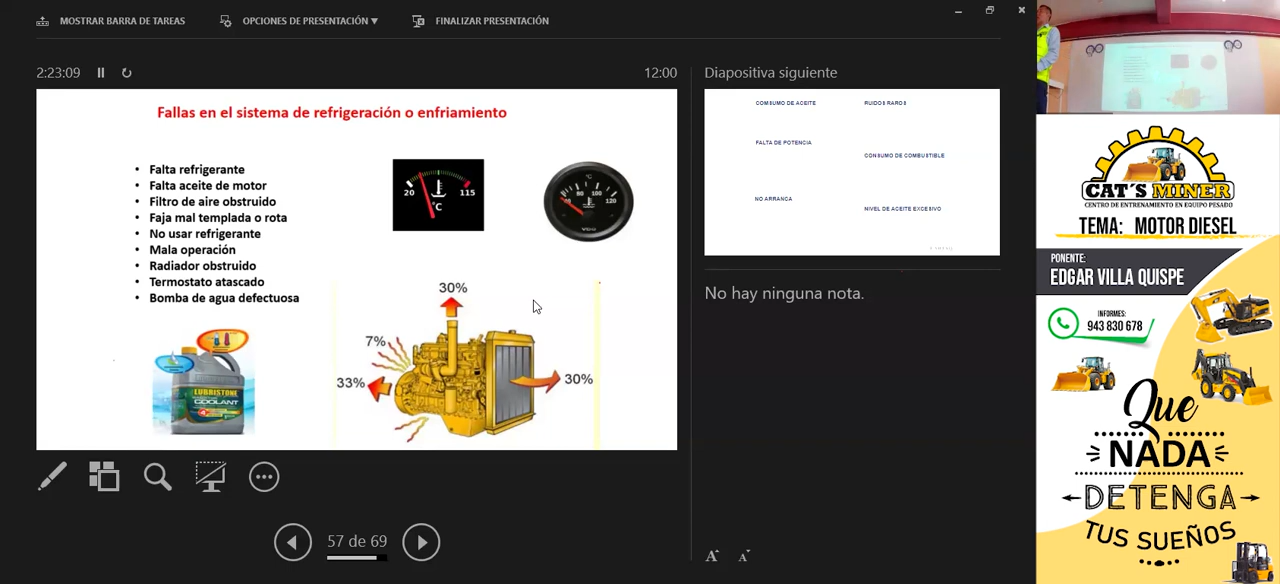 MOSTRAR BARRA DE TAREAS
OPCIONES DE PRESENTACIÓN ▼
FINALIZAR PRESENTACIÓN
2:23:09
12:00
Fallas en el sistema de refrigeración o enfriamiento
• Falta refrigerante
• Falta aceite de motor
• Filtro de aire obstruido
• Faja mal templada o rota
• No usar refrigerante
• Mala operación
• Radiador obstruido
• Termostato atascado
• Bomba de agua defectuosa
20
115
°C
°C
80
100
120
30%
7%
33%
30%
LUBRISTONE
COOLANT
57 de 69
Diapositiva siguiente
COMSUMO DE ACEITE
RUIDOS RAROS
FALTA DE POTENCIA
CONSUMO DE COMBUSTIBLE
NO ARRANCA
NIVEL DE ACEITE EXCESIVO
No hay ninguna nota.
A A
CAT'S MINER
CENTRO DE ENTRENAMIENTO EN EQUIPO PESADO
TEMA: MOTOR DIESEL
PONENTE:
EDGAR VILLA QUISPE
INFORMES:
943 830 678
Que
NADA
DETENGA
TUS SUEÑOS